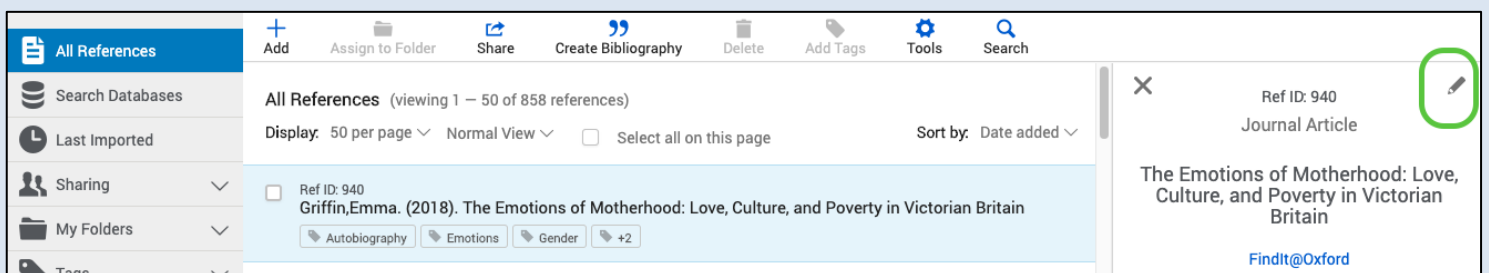 All References
Search Databases
Last Imported
Sharing
My Folders
Tags
Add
Assign to Folder
Share
Create Bibliography
Delete
Add Tags
Tools
Search
All References (viewing 1 – 50 of 858 references)
Display: 50 per page Normal View Select all on this page Sort by: Date added
Ref ID: 940
Griffin,Emma. (2018). The Emotions of Motherhood: Love, Culture, and Poverty in Victorian Britain
Autobiography Emotions Gender +2
Ref ID: 940
Journal Article
The Emotions of Motherhood: Love,
Culture, and Poverty in Victorian
Britain
FindIt@Oxford